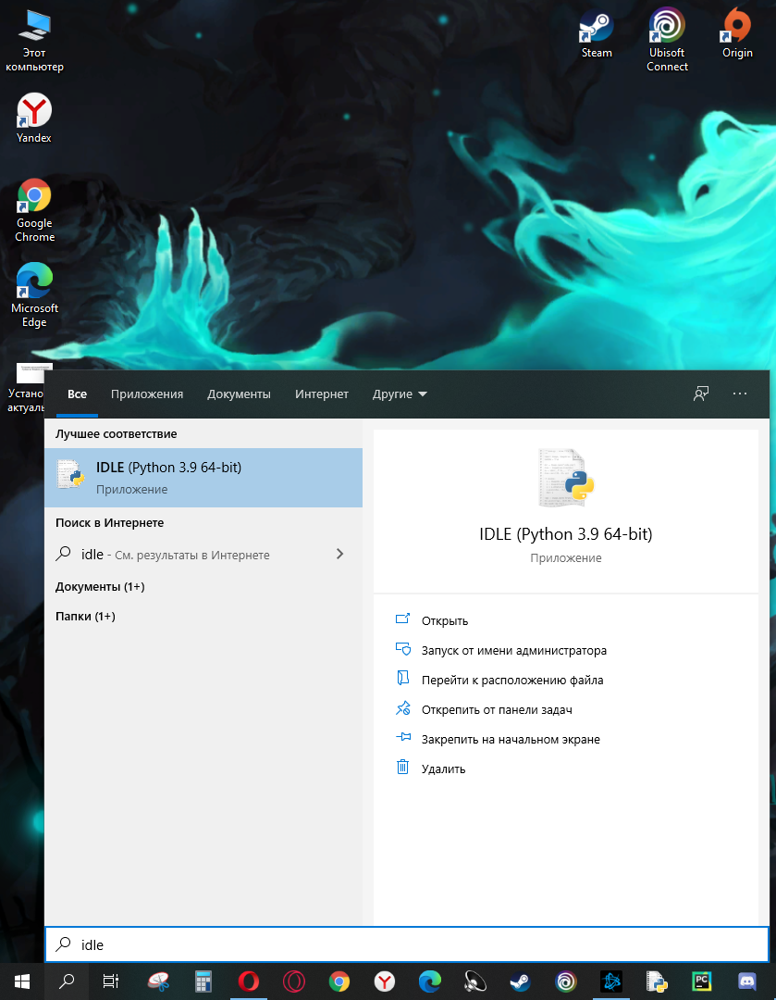 Этот
компьютер
Steam
Ubisoft
Connect
Origin
Yandex
Google
Chrome
Microsoft
Edge
Все
Приложения
Документы
Интернет
Другие
Лучшее соответствие
IDLE (Python 3.9 64-bit)
Приложение
Поиск в Интернете
idle - См. результаты в Интернете
Документы (1+)
Папки (1+)
IDLE (Python 3.9 64-bit)
Приложение
Открыть
Запуск от имени администратора
Перейти к расположению файла
Открепить от панели задач
Закрепить на начальном экране
Удалить
idle
PC